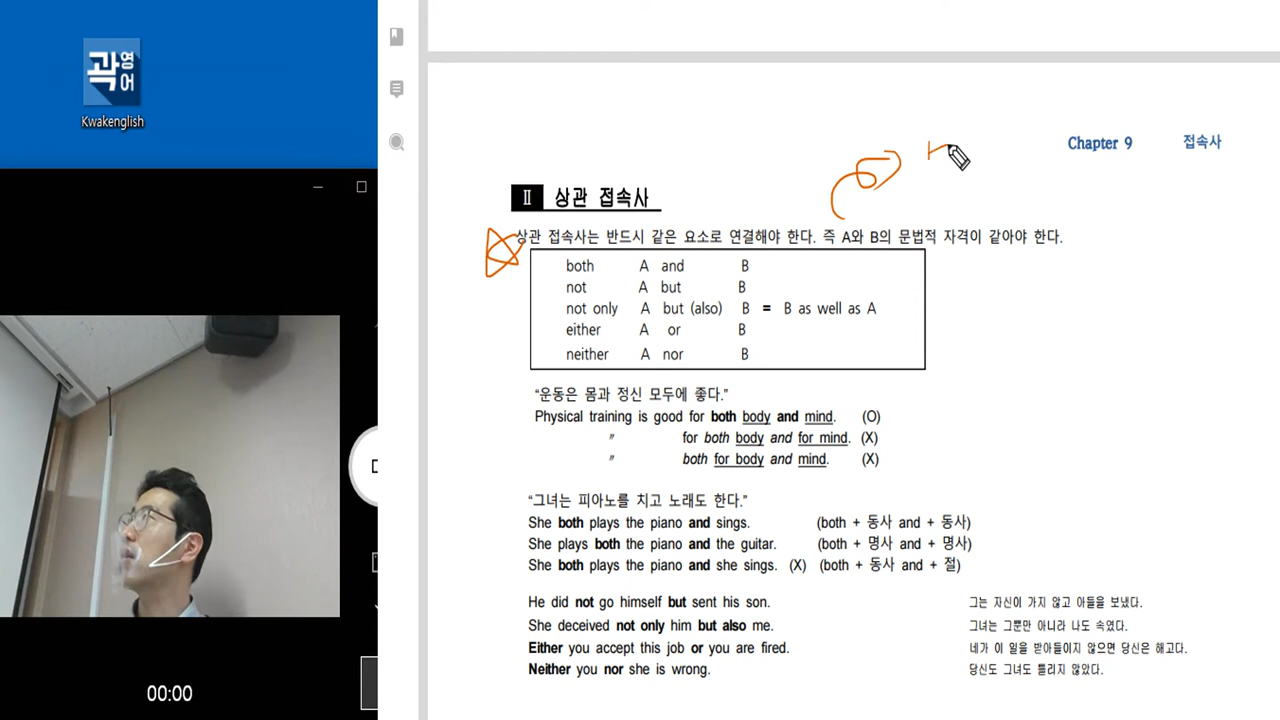 곽영어
Kwakenglish
00:00
Chapter 9 접속사
Ⅱ 상관 접속사
상관 접속사는 반드시 같은 요소로 연결해야 한다. 즉 A와 B의 문법적 자격이 같아야 한다.
both A and B
not A but B
not only A but (also) B = B as well as A
either A or B
neither A nor B
“운동은 몸과 정신 모두에 좋다.”
Physical training is good for both body and mind. (O)
〃 for both body and for mind. (X)
〃 both for body and mind. (X)
“그녀는 피아노를 치고 노래도 한다.”
She both plays the piano and sings. (both + 동사 and + 동사)
She plays both the piano and the guitar. (both + 명사 and + 명사)
She both plays the piano and she sings. (X) (both + 동사 and + 절)
He did not go himself but sent his son. 그는 자신이 가지 않고 아들을 보냈다.
She deceived not only him but also me. 그녀는 그뿐만 아니라 나도 속였다.
Either you accept this job or you are fired. 네가 이 일을 받아들이지 않으면 당신은 해고다.
Neither you nor she is wrong. 당신도 그녀도 틀리지 않았다.